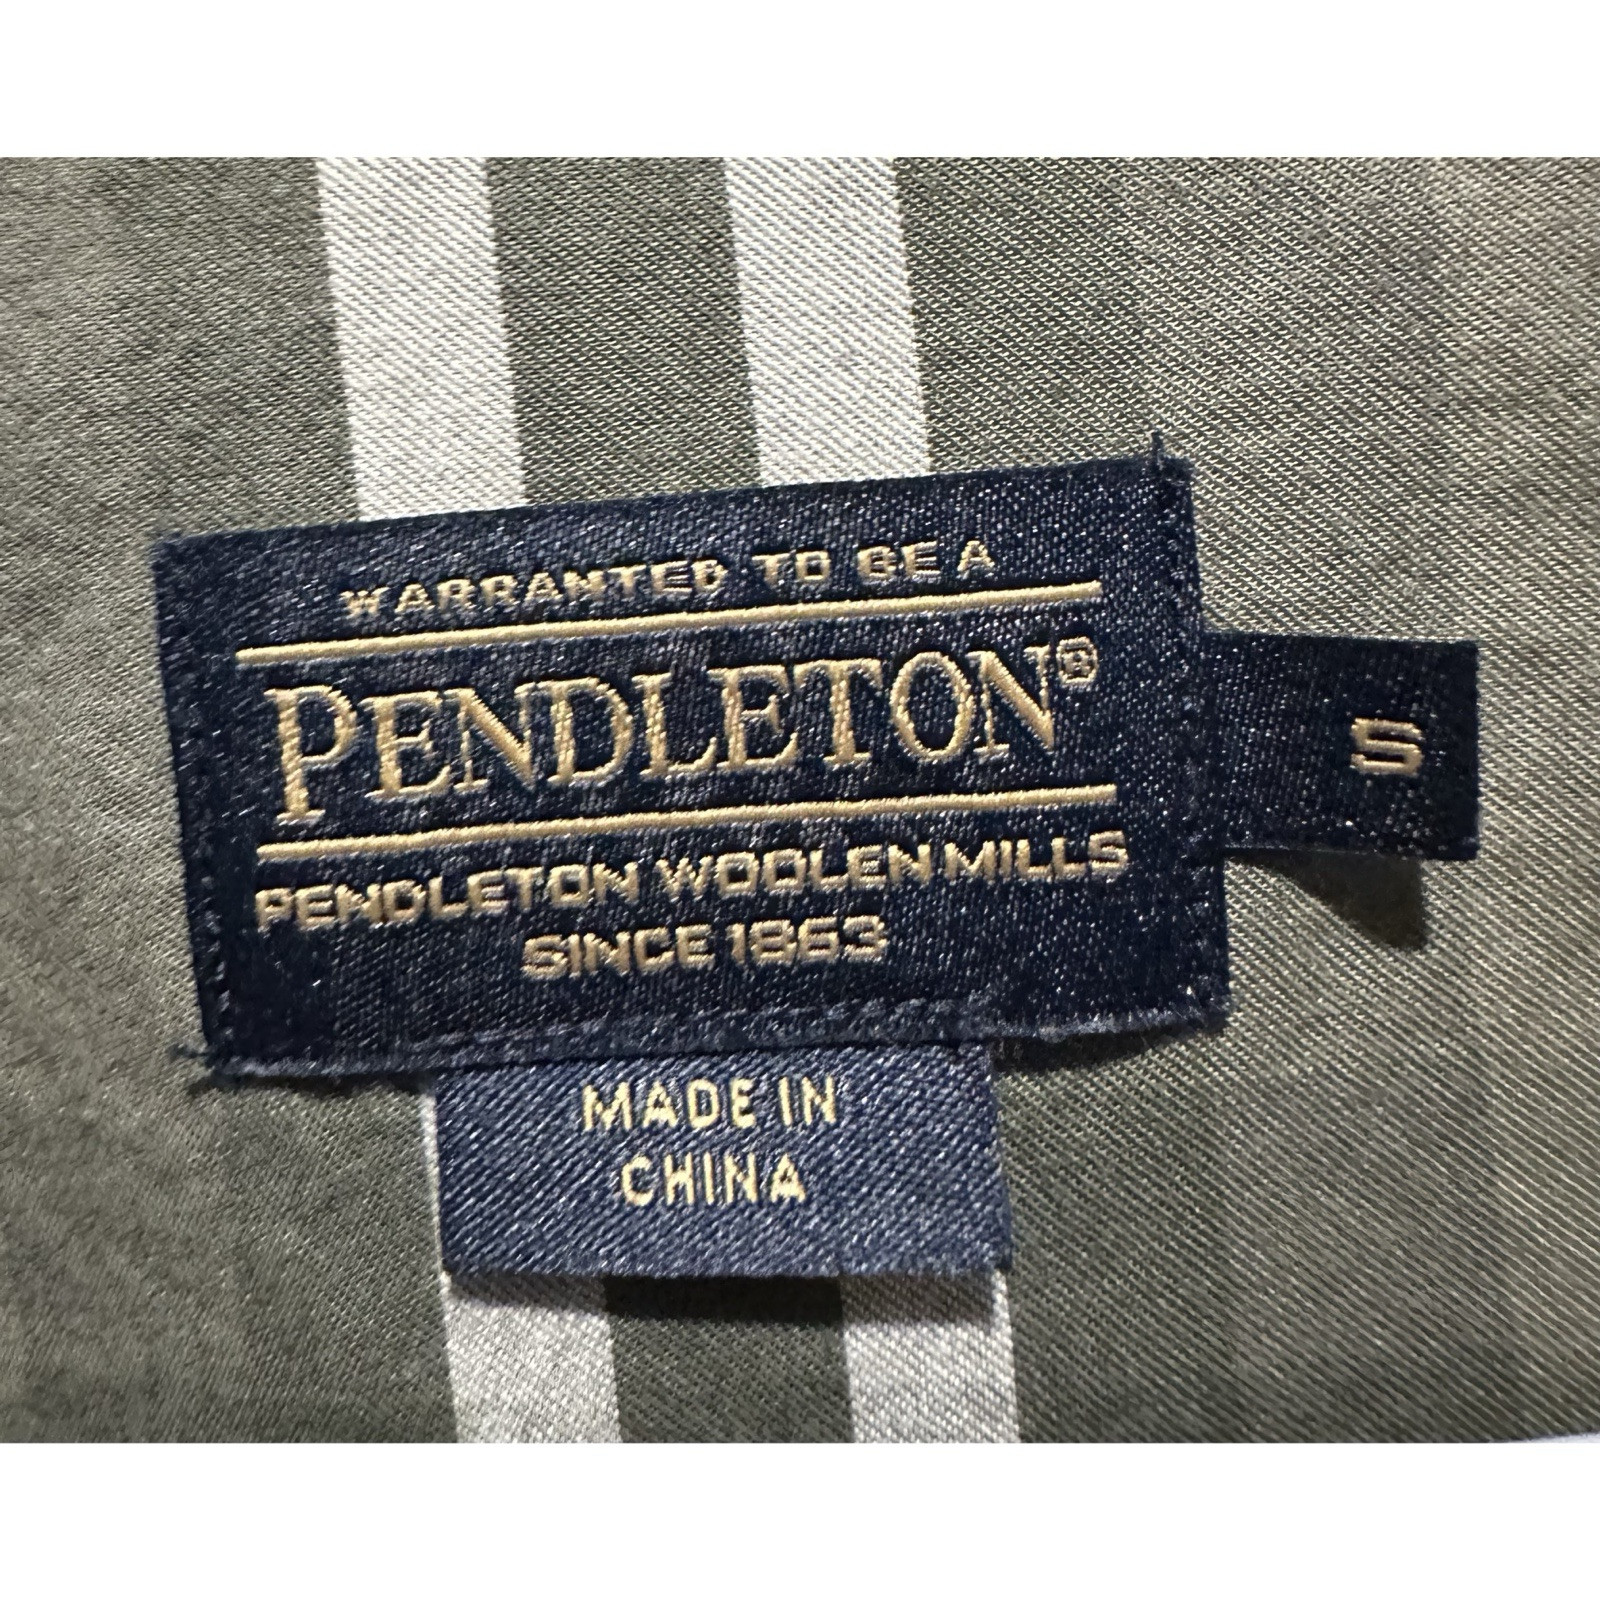 WARRANTED TO BE A
PENDLETON®
PENDLETON WOOLEN MILLS
SINCE 1863
S
MADE IN
CHINA